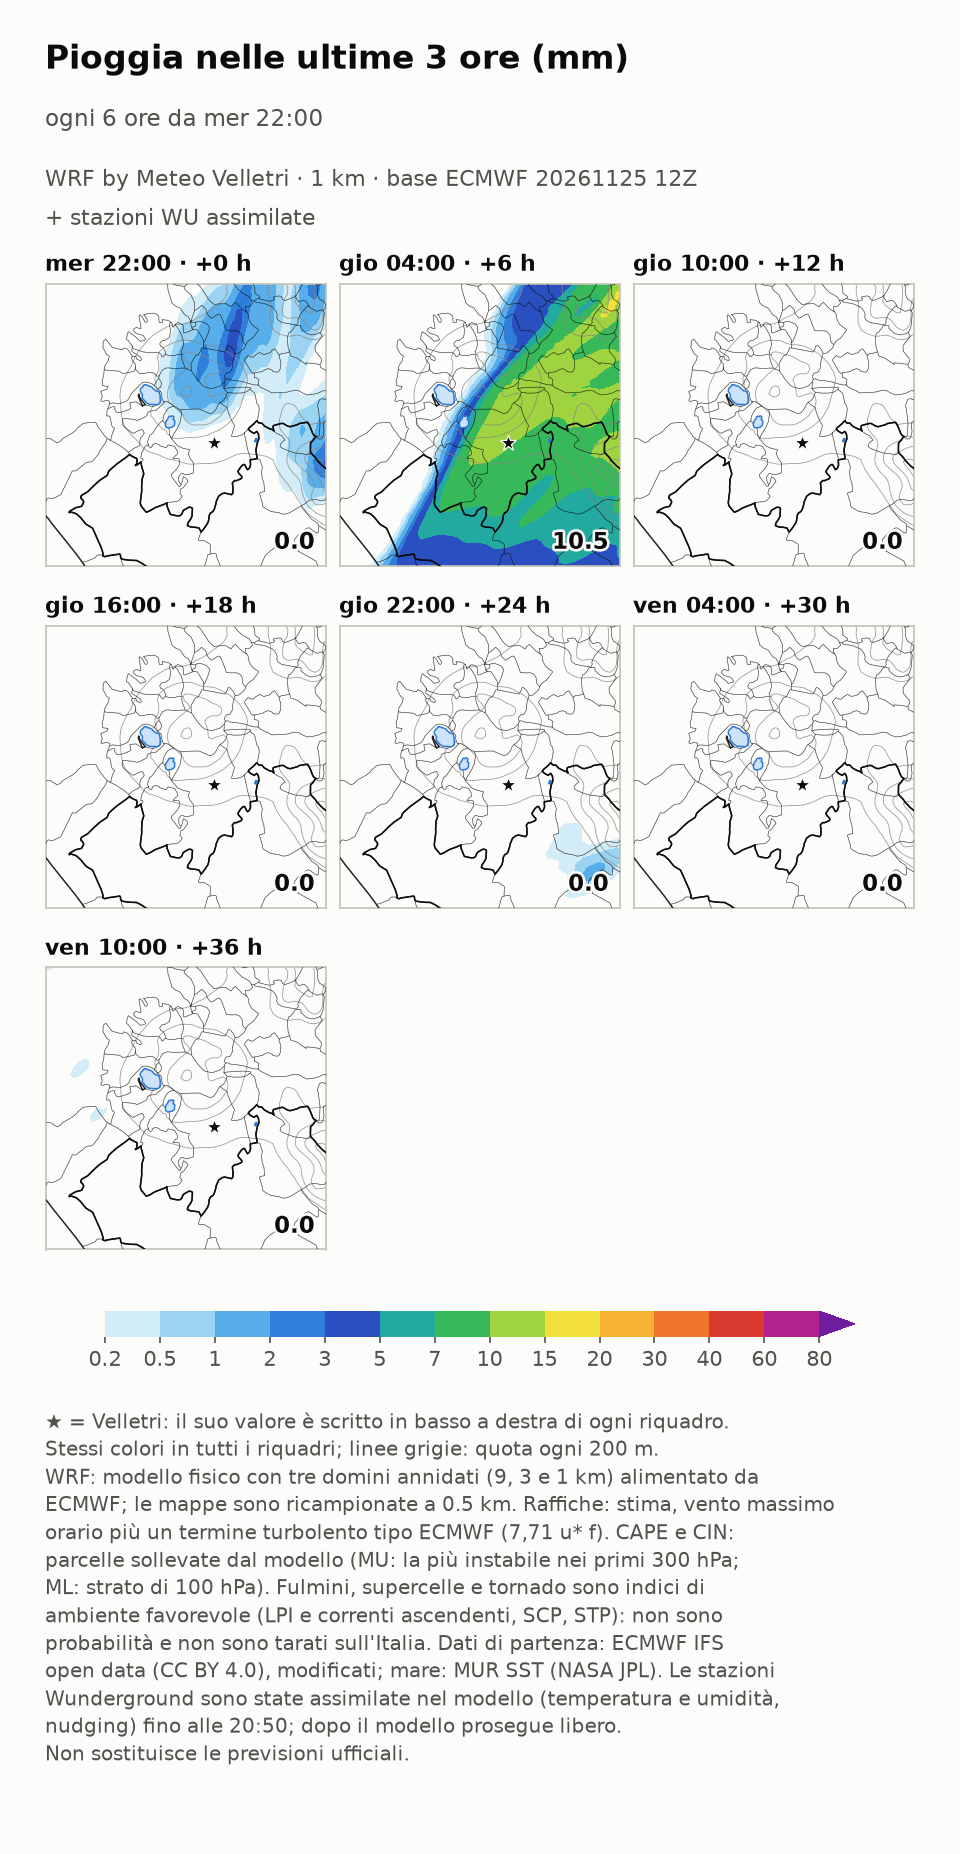 Pioggia nelle ultime 3 ore (mm)
ogni 6 ore da mer 22:00
WRF by Meteo Velletri · 1 km · base ECMWF 20261125 12Z
+ stazioni WU assimilate
mer 22:00 · +0 h
gio 04:00 · +6 h
gio 10:00 · +12 h
0.0
10.5
0.0
gio 16:00 · +18 h
gio 22:00 · +24 h
ven 04:00 · +30 h
0.0
0.0
0.0
ven 10:00 · +36 h
0.0
0.2 0.5 1 2 3 5 7 10 15 20 30 40 60 80
★ = Velletri: il suo valore è scritto in basso a destra di ogni riquadro.
Stessi colori in tutti i riquadri; linee grigie: quota ogni 200 m.
WRF: modello fisico con tre domini annidati (9, 3 e 1 km) alimentato da
ECMWF; le mappe sono ricampionate a 0.5 km. Raffiche: stima, vento massimo
orario più un termine turbolento tipo ECMWF (7,71 u* f). CAPE e CIN:
parcelle sollevate dal modello (MU: la più instabile nei primi 300 hPa;
ML: strato di 100 hPa). Fulmini, supercelle e tornado sono indici di
ambiente favorevole (LPI e correnti ascendenti, SCP, STP): non sono
probabilità e non sono tarati sull'Italia. Dati di partenza: ECMWF IFS
open data (CC BY 4.0), modificati; mare: MUR SST (NASA JPL). Le stazioni
Wunderground sono state assimilate nel modello (temperatura e umidità,
nudging) fino alle 20:50; dopo il modello prosegue libero.
Non sostituisce le previsioni ufficiali.